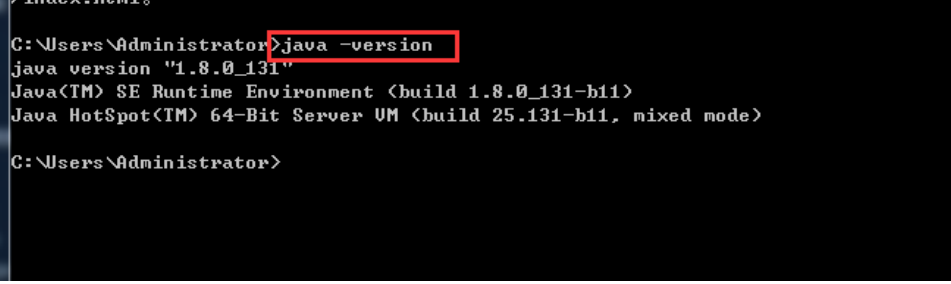 /index.html。
C:\Users\Administrator>java -version
java version "1.8.0_131"
Java(TM) SE Runtime Environment (build 1.8.0_131-b11)
Java HotSpot(TM) 64-Bit Server VM (build 25.131-b11, mixed mode)
C:\Users\Administrator>